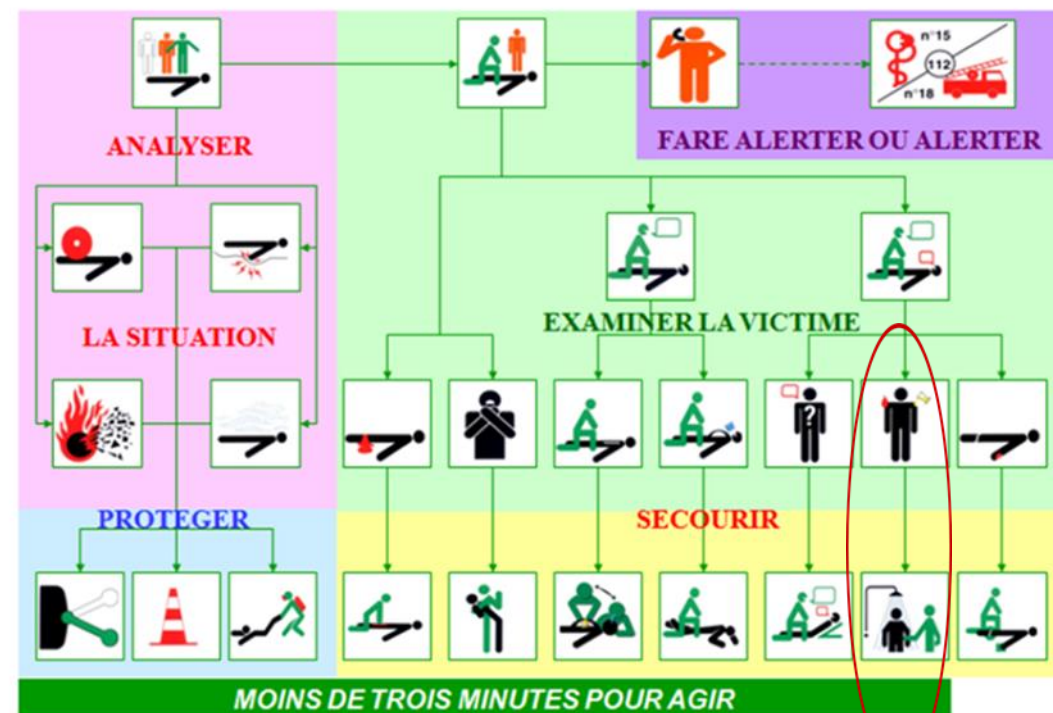 n°15
112
n°18
ANALYSER
FARE ALERTER OU ALERTER
EXAMINER LA VICTIME
LA SITUATION
?
PROTEGER
SECOURIR
MOINS DE TROIS MINUTES POUR AGIR